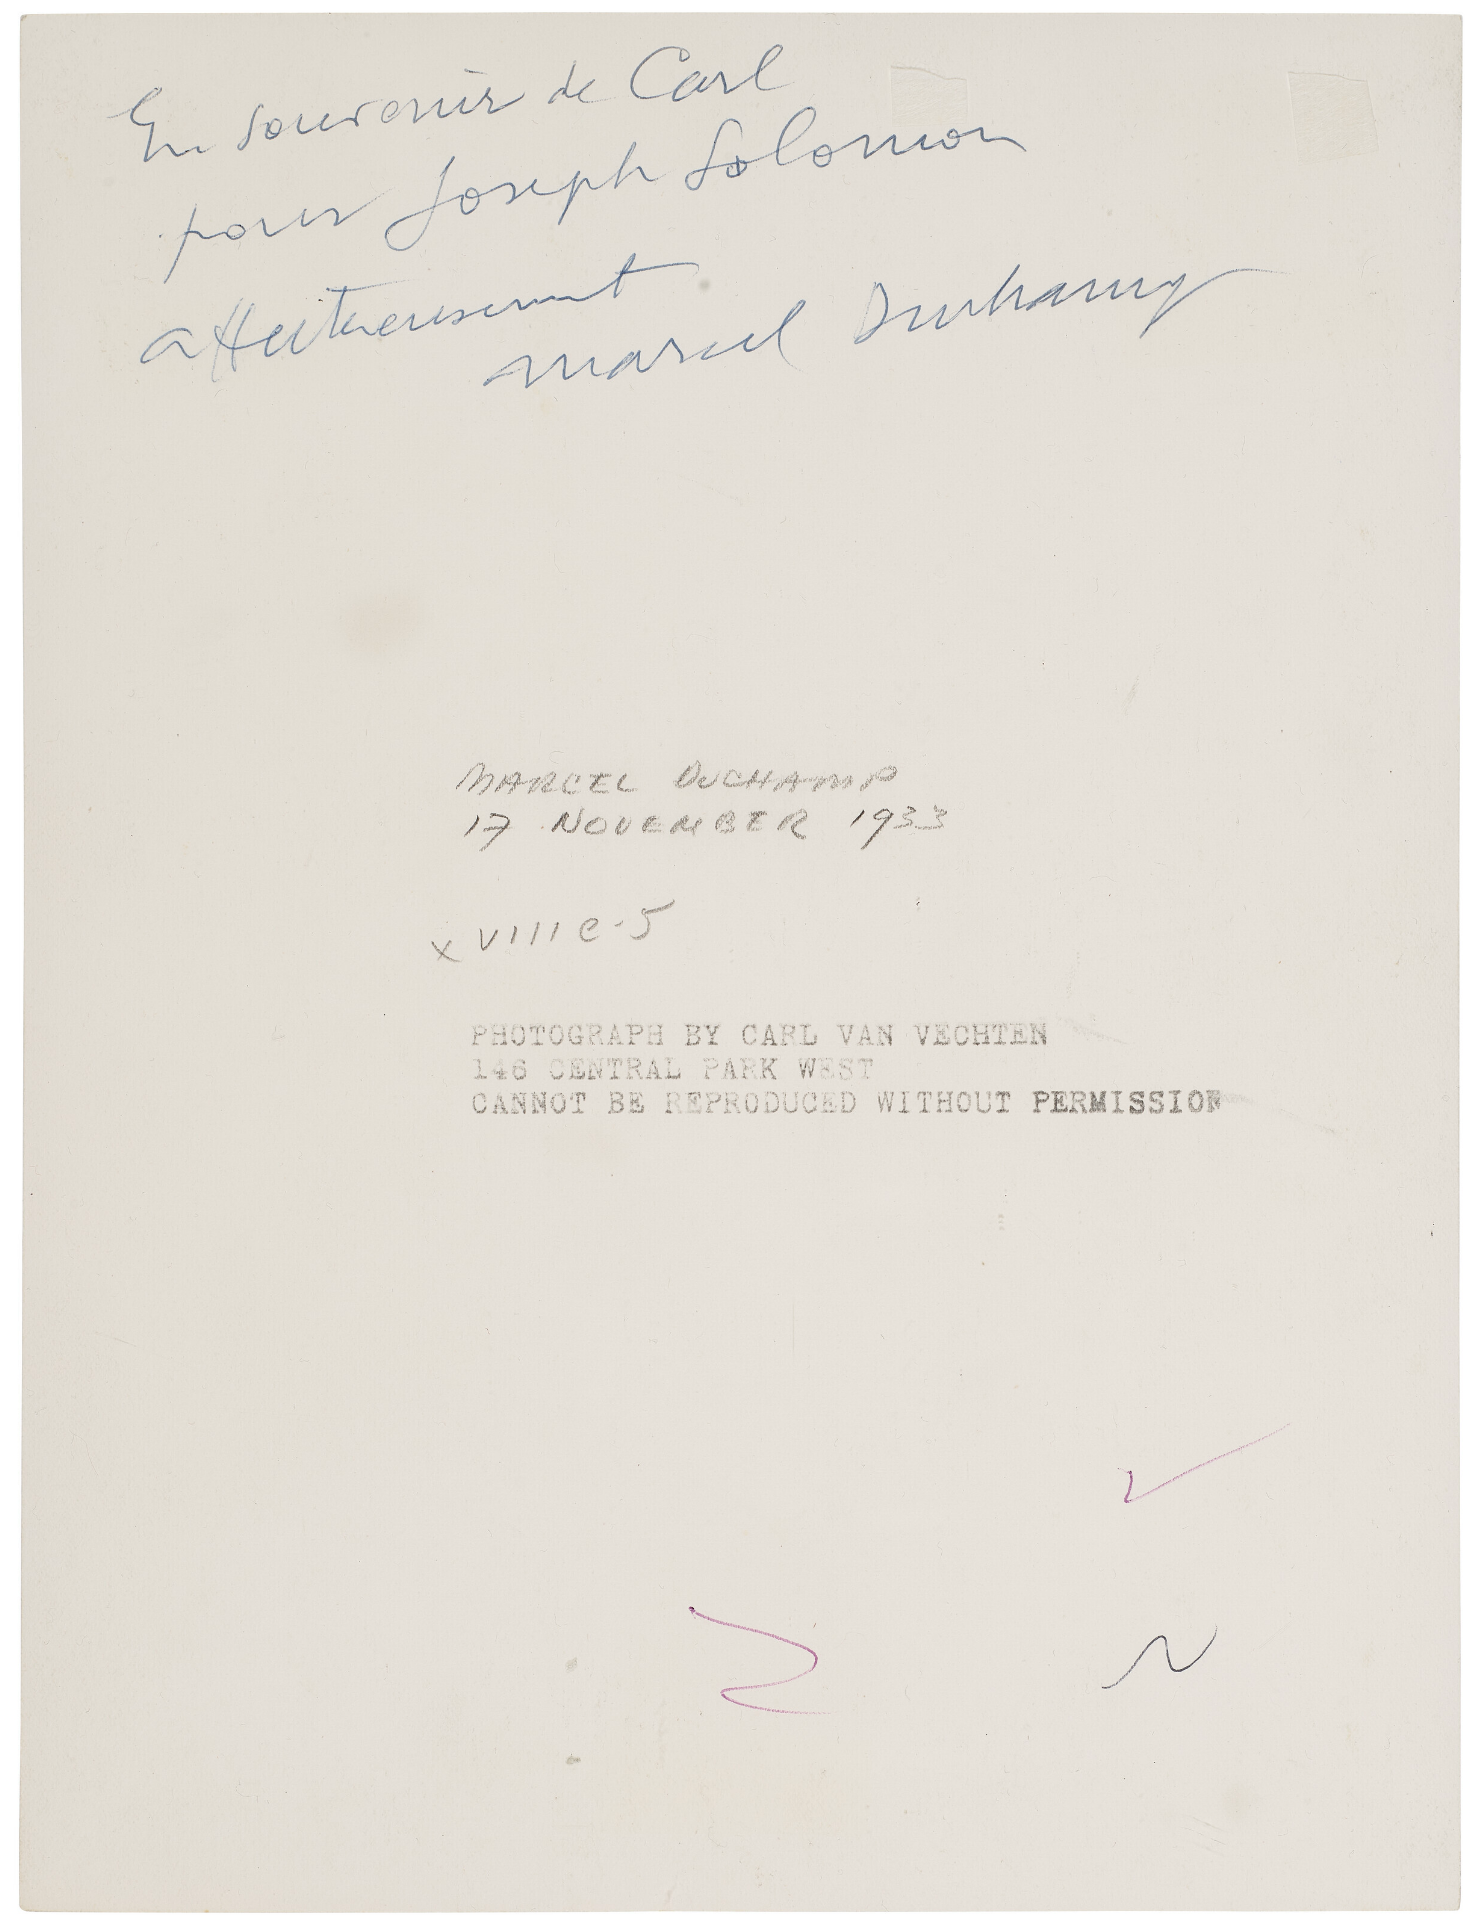 En souvenir de Carl
pour Joseph Solomon
affectueusement
Marcel Duchamp
MARCEL DUCHAMP
17 NOVEMBER 1933
XVIII e-5
PHOTOGRAPH BY CARL VAN VECHTEN
146 CENTRAL PARK WEST
CANNOT BE REPRODUCED WITHOUT PERMISSION